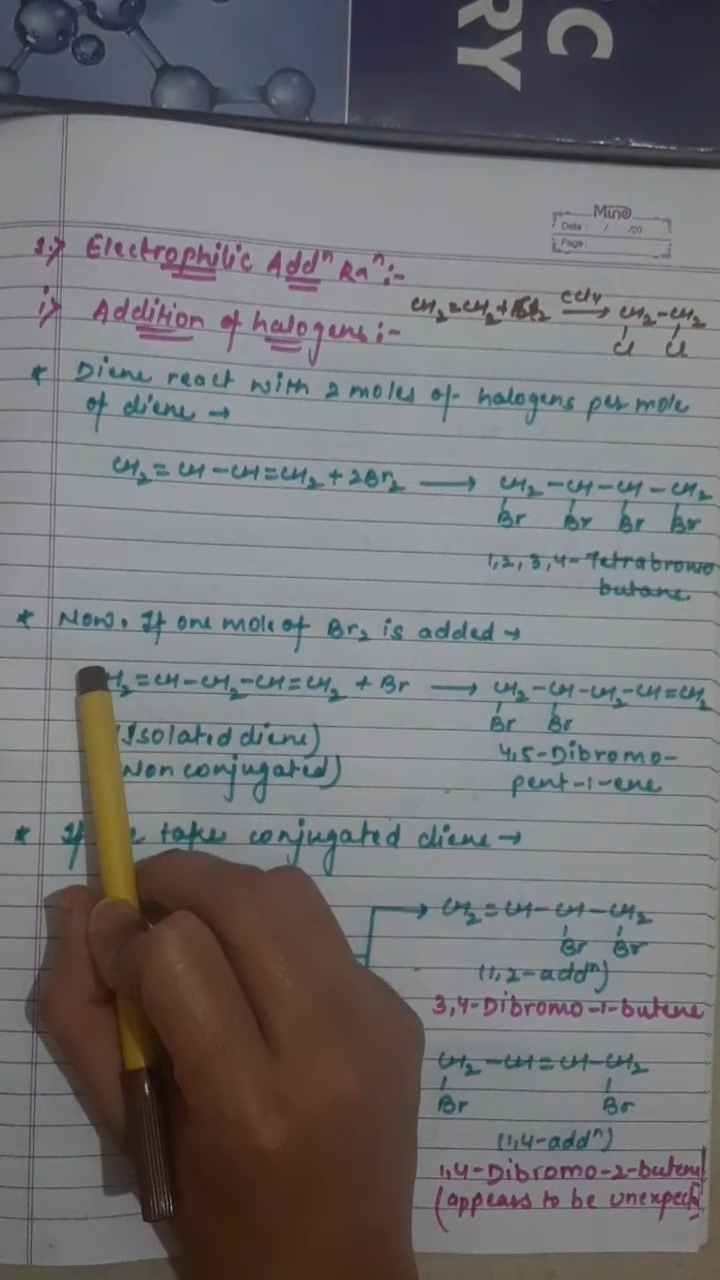 C
RY
Mino
Date : / /20
Page:
1.) Electrophilic Addⁿ Rxⁿ :-
i) Addition of halogens :-
CH₂=CH₂ + Cl₂ CCl₄ → CH₂-CH₂
Cl Cl
* Diene react with 2 moles of halogens per mole
of diene →
CH₂=CH-CH=CH₂ + 2Br₂ → CH₂-CH-CH-CH₂
Br Br Br Br
1,2,3,4-Tetrabromo
butane.
* Now. If one mole of Br₂ is added →
H₂=CH-CH₂-CH=CH₂ + Br → CH₂-CH-CH₂-CH=CH₂
Br Br
(Isolated diene) 4,5-Dibromo-
Non conjugated) pent-1-ene
* If take conjugated diene →
→ CH₂=CH-CH-CH₂
Br Br
(1,2-addⁿ)
3,4-Dibromo-1-butene
CH₂-CH=CH-CH₂
Br Br
(1,4-addⁿ)
1,4-Dibromo-2-butene
(appears to be